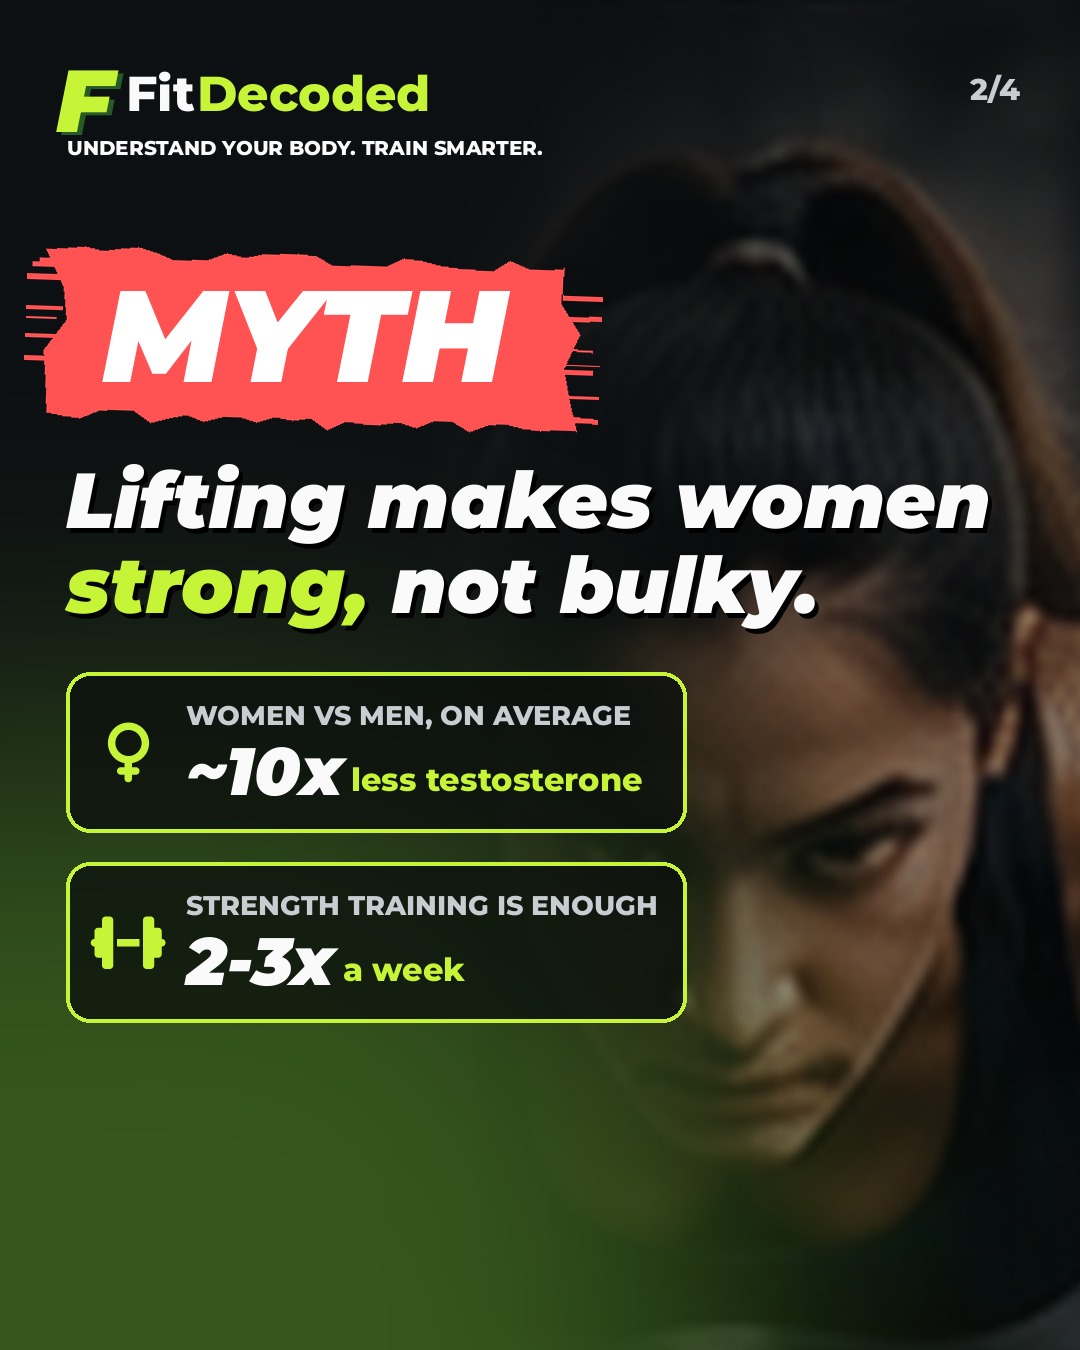 F FitDecoded
2/4
UNDERSTAND YOUR BODY. TRAIN SMARTER.
MYTH
Lifting makes women
strong, not bulky.
WOMEN VS MEN, ON AVERAGE
~10x less testosterone
STRENGTH TRAINING IS ENOUGH
2-3x a week